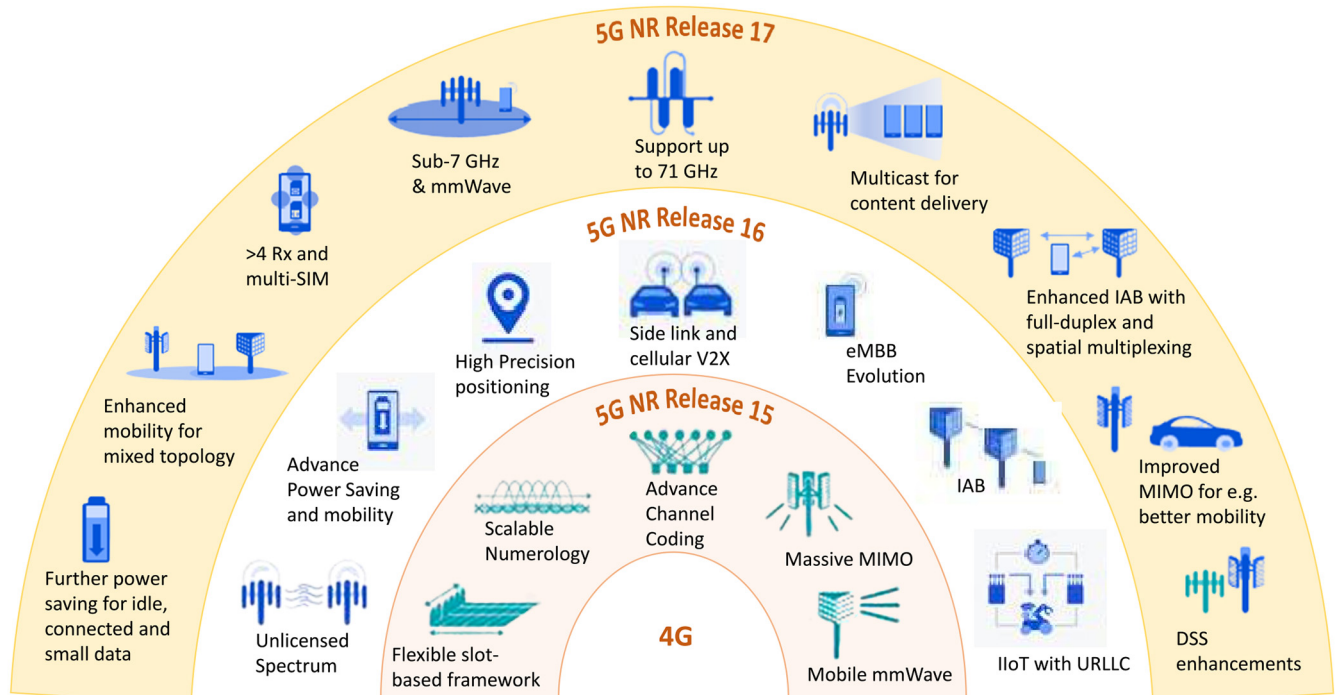 5G NR Release 17
Sub-7 GHz
& mmWave
Support up
to 71 GHz
Multicast for
content delivery
>4 Rx and
multi-SIM
Enhanced IAB with
full-duplex and
spatial multiplexing
Enhanced
mobility for
mixed topology
Improved
MIMO for e.g.
better mobility
Further power
saving for idle,
connected and
small data
DSS
enhancements
5G NR Release 16
High Precision
positioning
Side link and
cellular V2X
eMBB
Evolution
Advance
Power Saving
and mobility
IAB
Unlicensed
Spectrum
IIoT with URLLC
5G NR Release 15
Scalable
Numerology
Advance
Channel
Coding
Massive MIMO
Flexible slot-
based framework
Mobile mmWave
4G